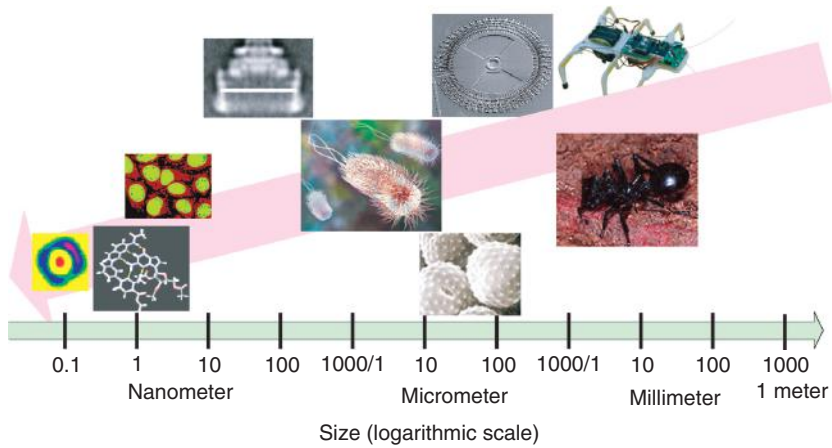 0.1 1 10 100 1000/1 10 100 1000/1 10 100 1000
Nanometer Micrometer Millimeter 1 meter
Size (logarithmic scale)